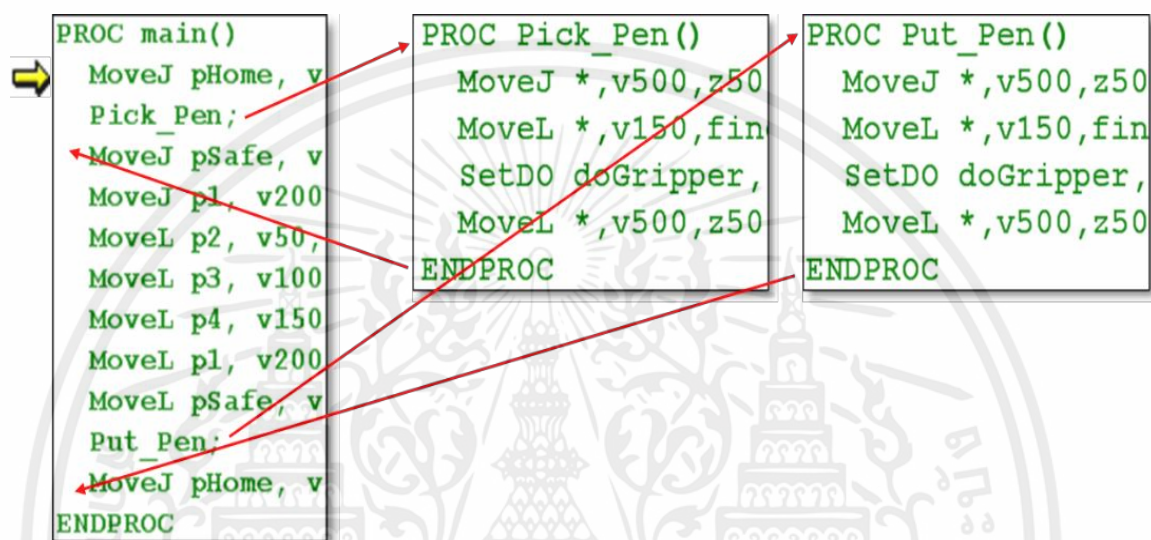 PROC main()
MoveJ pHome, v
Pick_Pen;
MoveJ pSafe, v
MoveJ p1, v200
MoveL p2, v50,
MoveL p3, v100
MoveL p4, v150
MoveL p1, v200
MoveL pSafe, v
Put_Pen;
MoveJ pHome, v
ENDPROC
PROC Pick_Pen()
MoveJ *,v500,z50
MoveL *,v150,fin
SetDO doGripper,
MoveL *,v500,z50
ENDPROC
PROC Put_Pen()
MoveJ *,v500,z50
MoveL *,v150,fin
SetDO doGripper,
MoveL *,v500,z50
ENDPROC